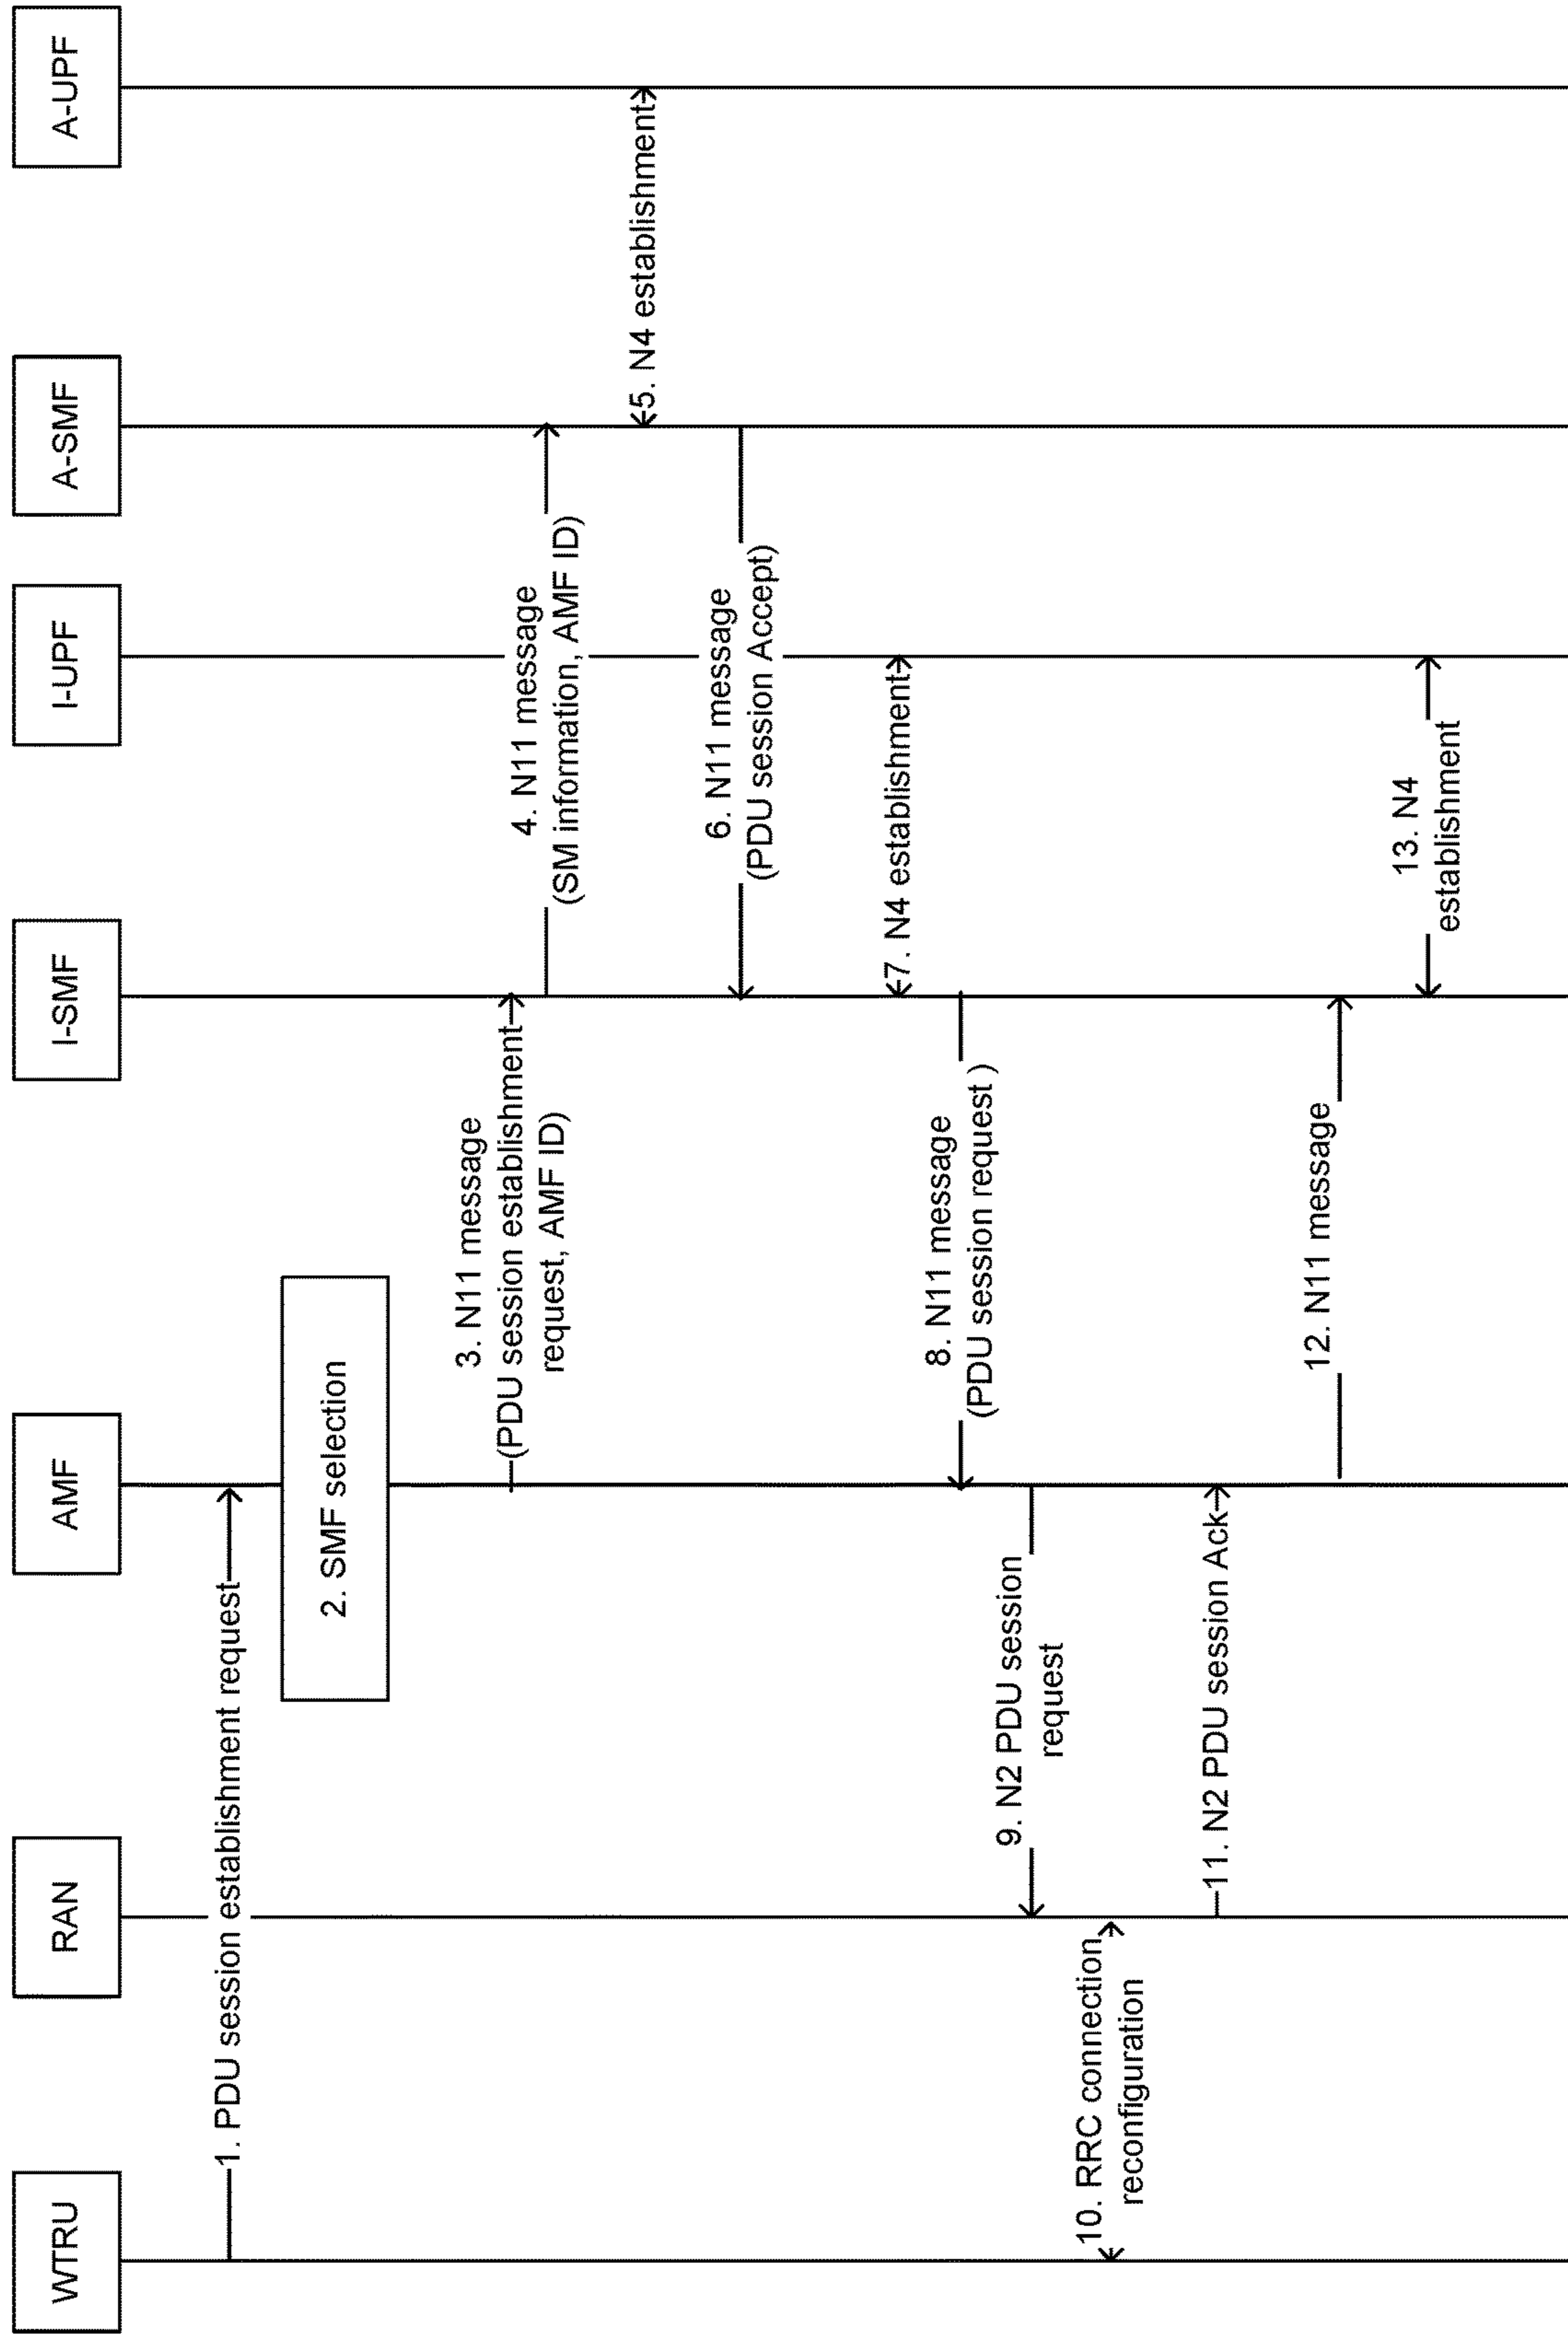 WTRU
RAN
AMF
I-SMF
I-UPF
A-SMF
A-UPF
1. PDU session establishment request
2. SMF selection
3. N11 message
(PDU session establishment
request, AMF ID)
4. N11 message
(SM information, AMF ID)
5. N4 establishment
6. N11 message
(PDU session Accept)
7. N4 establishment
8. N11 message
(PDU session request )
9. N2 PDU session
request
10. RRC connection
reconfiguration
11. N2 PDU session Ack
12. N11 message
13. N4
establishment